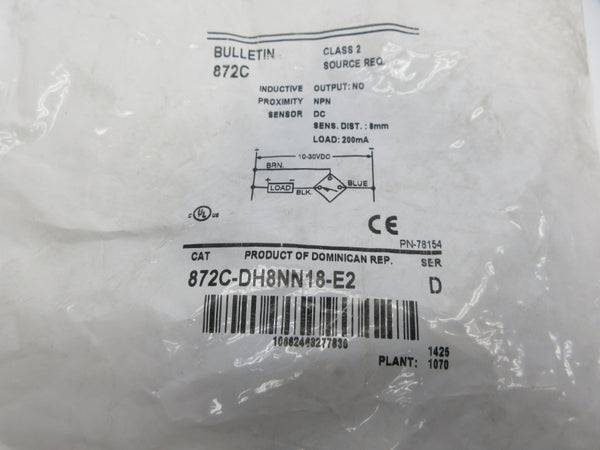 BULLETIN
872C
CLASS 2
SOURCE REQ.
INDUCTIVE
PROXIMITY
SENSOR
OUTPUT: NO
NPN
DC
SENS. DIST. : 8mm
LOAD: 200mA
10-30VDC
BRN.
+ -
LOAD
BLK.
BLUE
C UL US
CE
PN-78154
CAT
PRODUCT OF DOMINICAN REP.
SER
872C-DH8NN18-E2
D
1425
PLANT: 1070